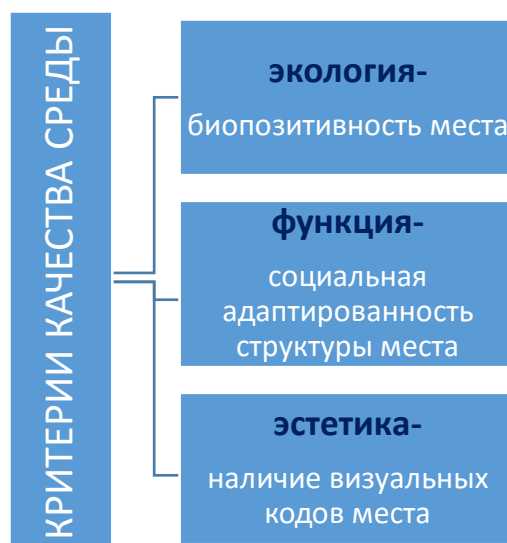 КРИТЕРИИ КАЧЕСТВА СРЕДЫ
экология-
биопозитивность места
функция-
социальная
адаптированность
структуры места
эстетика-
наличие визуальных
кодов места